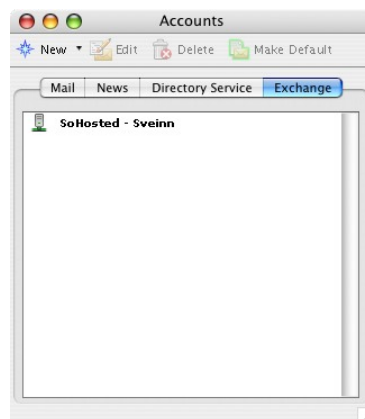 Accounts
New Edit Delete Make Default
Mail News Directory Service Exchange
SoHosted - Sveinn